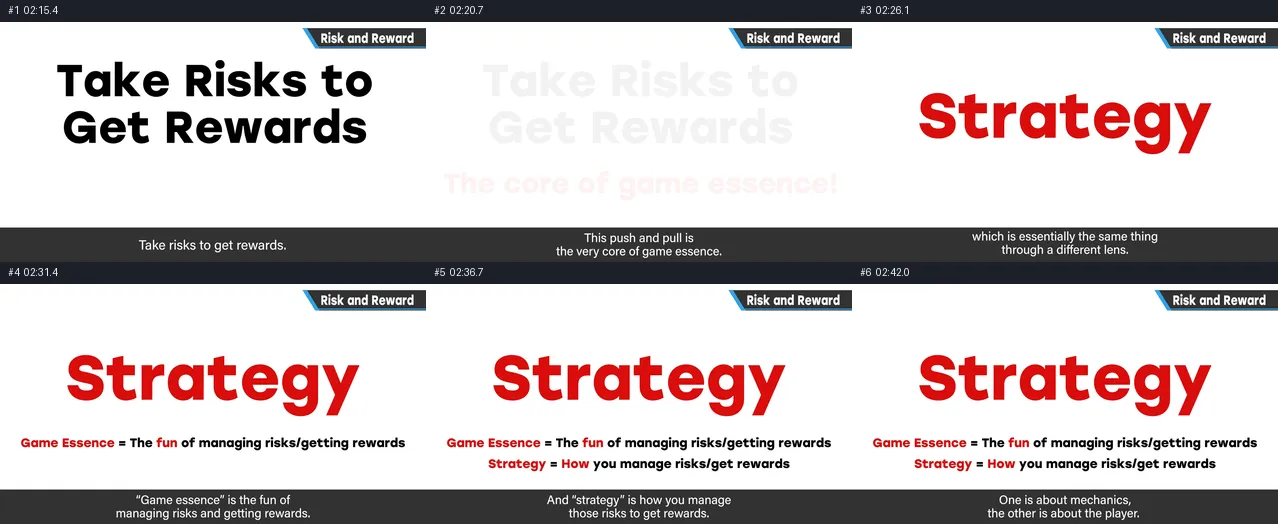 #1 02:15.4
Risk and Reward
Take Risks to
Get Rewards
Take risks to get rewards.
#2 02:20.7
Risk and Reward
Take Risks to
Get Rewards
The core of game essence!
This push and pull is
the very core of game essence.
#3 02:26.1
Risk and Reward
Strategy
which is essentially the same thing
through a different lens.
#4 02:31.4
Risk and Reward
Strategy
Game Essence = The fun of managing risks/getting rewards
“Game essence” is the fun of
managing risks and getting rewards.
#5 02:36.7
Risk and Reward
Strategy
Game Essence = The fun of managing risks/getting rewards
Strategy = How you manage risks/get rewards
And “strategy” is how you manage
those risks to get rewards.
#6 02:42.0
Risk and Reward
Strategy
Game Essence = The fun of managing risks/getting rewards
Strategy = How you manage risks/get rewards
One is about mechanics,
the other is about the player.